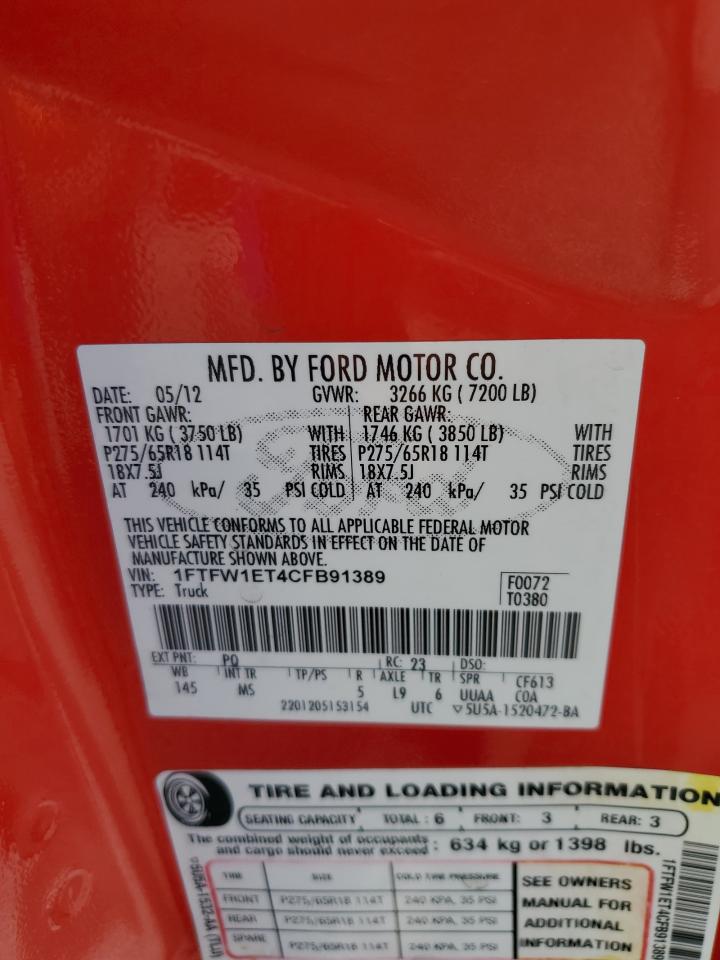 MFD. BY FORD MOTOR CO.
DATE: 05/12 GVWR: 3266 KG ( 7200 LB)
FRONT GAWR: REAR GAWR:
1701 KG ( 3750 LB) WITH 1746 KG ( 3850 LB) WITH
P275/65R18 114T TIRES P275/65R18 114T TIRES
18X7.5J RIMS 18X7.5J RIMS
AT 240 kPa/ 35 PSI COLD AT 240 kPa/ 35 PSI COLD
Ford
THIS VEHICLE CONFORMS TO ALL APPLICABLE FEDERAL MOTOR
VEHICLE SAFETY STANDARDS IN EFFECT ON THE DATE OF
MANUFACTURE SHOWN ABOVE.
VIN: 1FTFW1ET4CFB91389 F0072
TYPE: Truck T0380
EXT PNT: PQ RC: 23 DSO:
WB INT TR TP/PS R AXLE TR SPR CF613
145 MS 5 L9 6 UUAA COA
2201205153154 UTC ▽5U5A-1520472-BA
TIRE AND LOADING INFORMATION
SEATING CAPACITY TOTAL : 6 FRONT: 3 REAR: 3
The combined weight of occupants
and cargo should never exceed : 634 kg or 1398 lbs.
TIRE SIZE COLD TIRE PRESSURE SEE OWNERS
FRONT P275/65R18 114T 240 KPA, 35 PSI MANUAL FOR
REAR P275/65R18 114T 240 KPA, 35 PSI ADDITIONAL
SPARE P275/65R18 114T 240 KPA, 35 PSI INFORMATION
1FTFW1ET4CFB91389